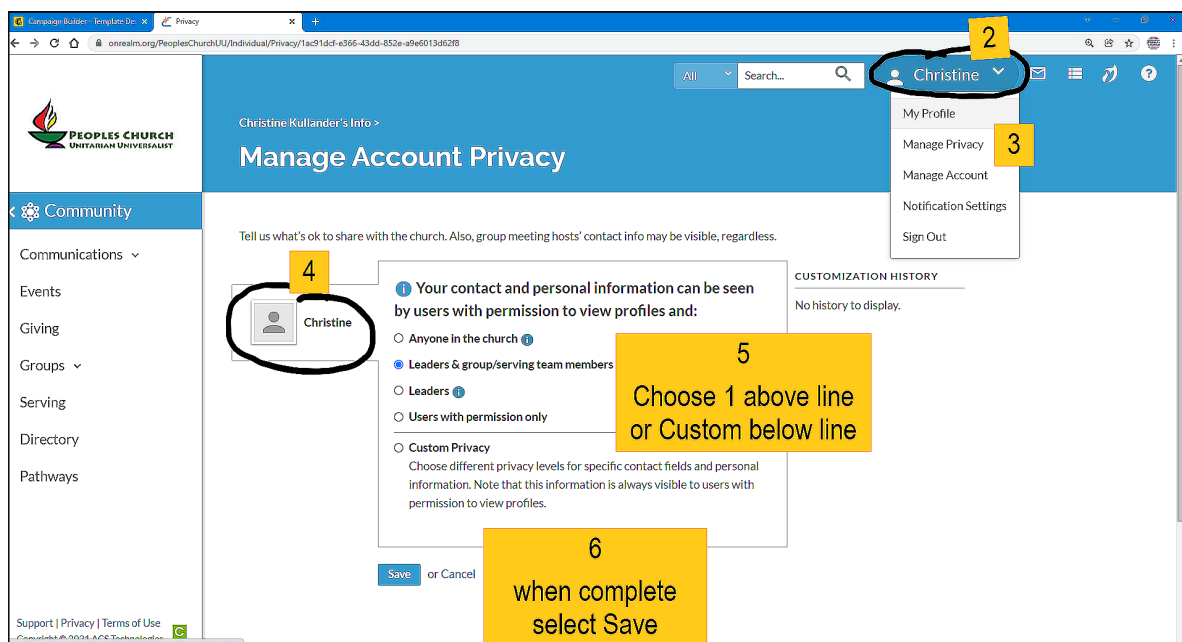 Campaign Builder - Template De:
Privacy
onrealm.org/PeoplesChurchUU/Individual/Privacy/1ac91dcf-e366-43dd-852e-a9e6013d62f8
2
All
Search...
Christine
PEOPLES CHURCH
UNITARIAN UNIVERSALIST
Christine Kullander's Info >
Manage Account Privacy
My Profile
Manage Privacy
3
Manage Account
Notification Settings
Sign Out
Community
Communications
Events
Giving
Groups
Serving
Directory
Pathways
Tell us what's ok to share with the church. Also, group meeting hosts' contact info may be visible, regardless.
4
Christine
Your contact and personal information can be seen
by users with permission to view profiles and:
Anyone in the church
Leaders & group/serving team members
Leaders
Users with permission only
Custom Privacy
Choose different privacy levels for specific contact fields and personal
information. Note that this information is always visible to users with
permission to view profiles.
CUSTOMIZATION HISTORY
No history to display.
5
Choose 1 above line
or Custom below line
6
when complete
select Save
Save or Cancel
Support | Privacy | Terms of Use
Copyright © 2021 ACS Technologies
C